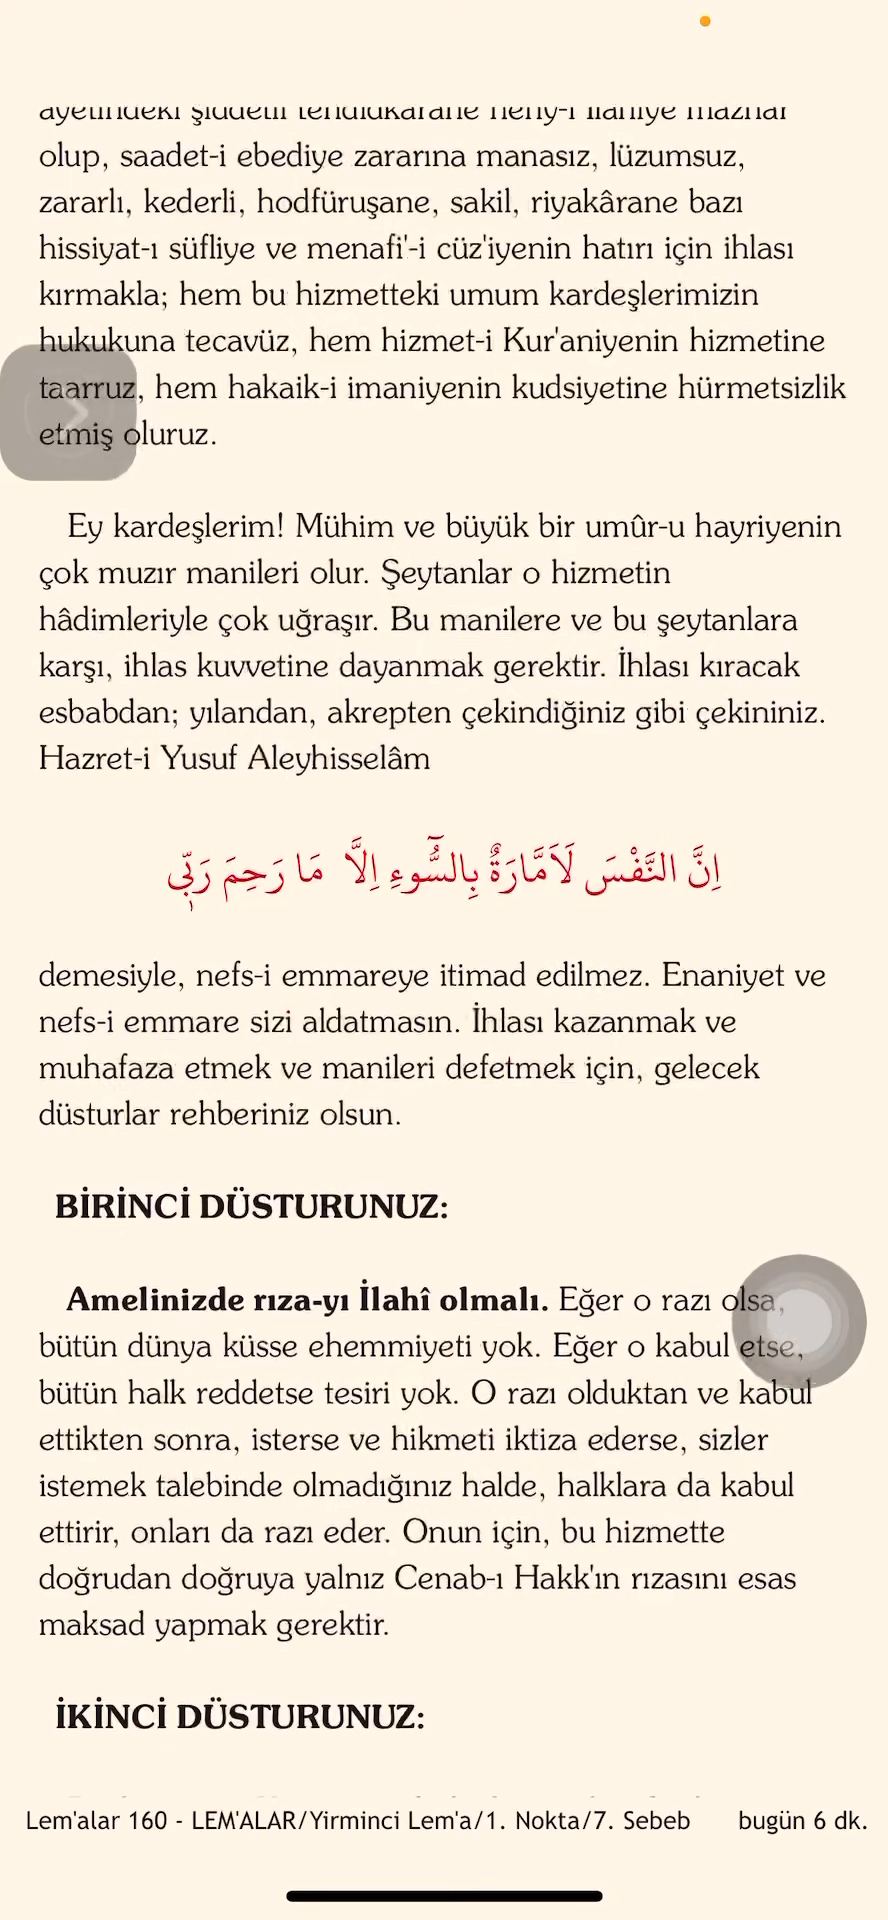 olup, saadet-i ebediye zararına manasız, lüzumsuz,
zararlı, kederli, hodfüruşane, sakil, riyakârane bazı
hissiyat-ı süfliye ve menafi'-i cüz'iyenin hatırı için ihlası
kırmakla; hem bu hizmetteki umum kardeşlerimizin
hukukuna tecavüz, hem hizmet-i Kur'aniyenin hizmetine
taarruz, hem hakaik-i imaniyenin kudsiyetine hürmetsizlik
etmiş oluruz.
Ey kardeşlerim! Mühim ve büyük bir umûr-u hayriyenin
çok muzır manileri olur. Şeytanlar o hizmetin
hâdimleriyle çok uğraşır. Bu manilere ve bu şeytanlara
karşı, ihlas kuvvetine dayanmak gerektir. İhlası kıracak
esbabdan; yılandan, akrepten çekindiğiniz gibi çekininiz.
Hazret-i Yusuf Aleyhisselâm
اِنَّ النَّفْسَ لَاَمَّارَةٌ بِالسُّٓوءِ اِلَّا مَا رَحِمَ رَبّٖى
demesiyle, nefs-i emmareye itimad edilmez. Enaniyet ve
nefs-i emmare sizi aldatmasın. İhlası kazanmak ve
muhafaza etmek ve manileri defetmek için, gelecek
düsturlar rehberiniz olsun.
BİRİNCİ DÜSTURUNUZ:
Amelinizde rıza-yı İlahî olmalı. Eğer o razı olsa,
bütün dünya küsse ehemmiyeti yok. Eğer o kabul etse,
bütün halk reddetse tesiri yok. O razı olduktan ve kabul
ettikten sonra, isterse ve hikmeti iktiza ederse, sizler
istemek talebinde olmadığınız halde, halklara da kabul
ettirir, onları da razı eder. Onun için, bu hizmette
doğrudan doğruya yalnız Cenab-ı Hakk'ın rızasını esas
maksad yapmak gerektir.
İKİNCİ DÜSTURUNUZ:
Lem'alar 160 - LEM'ALAR/Yirminci Lem'a/1. Nokta/7. Sebeb bugün 6 dk.